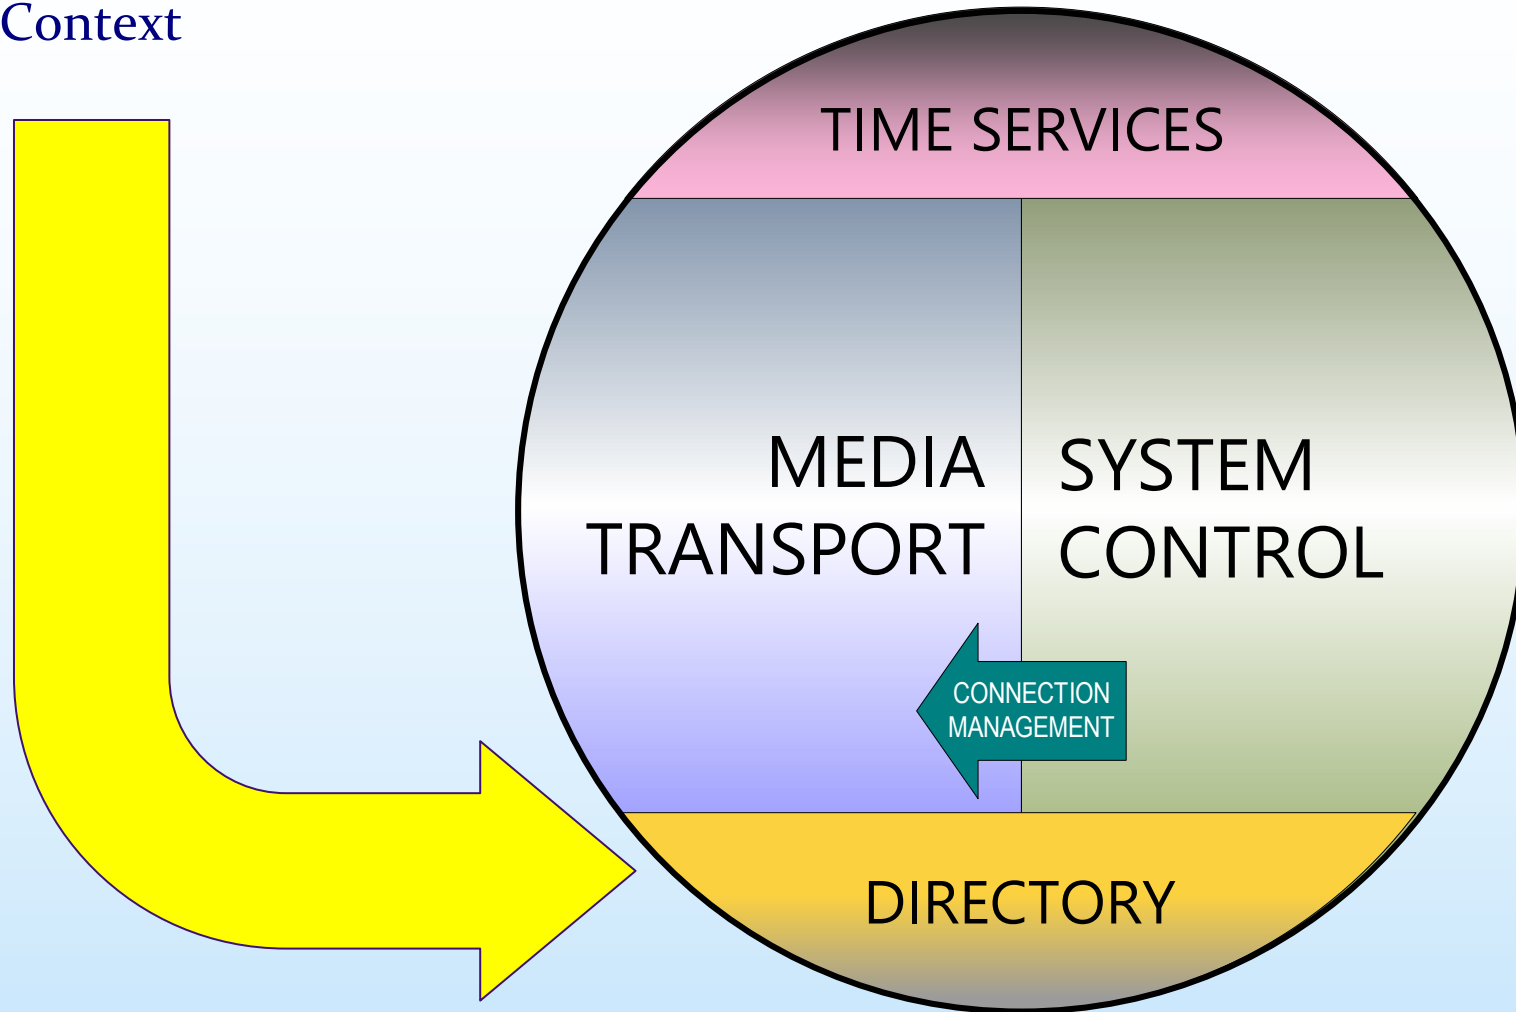 Context
TIME SERVICES
MEDIA
TRANSPORT
SYSTEM
CONTROL
CONNECTION
MANAGEMENT
DIRECTORY